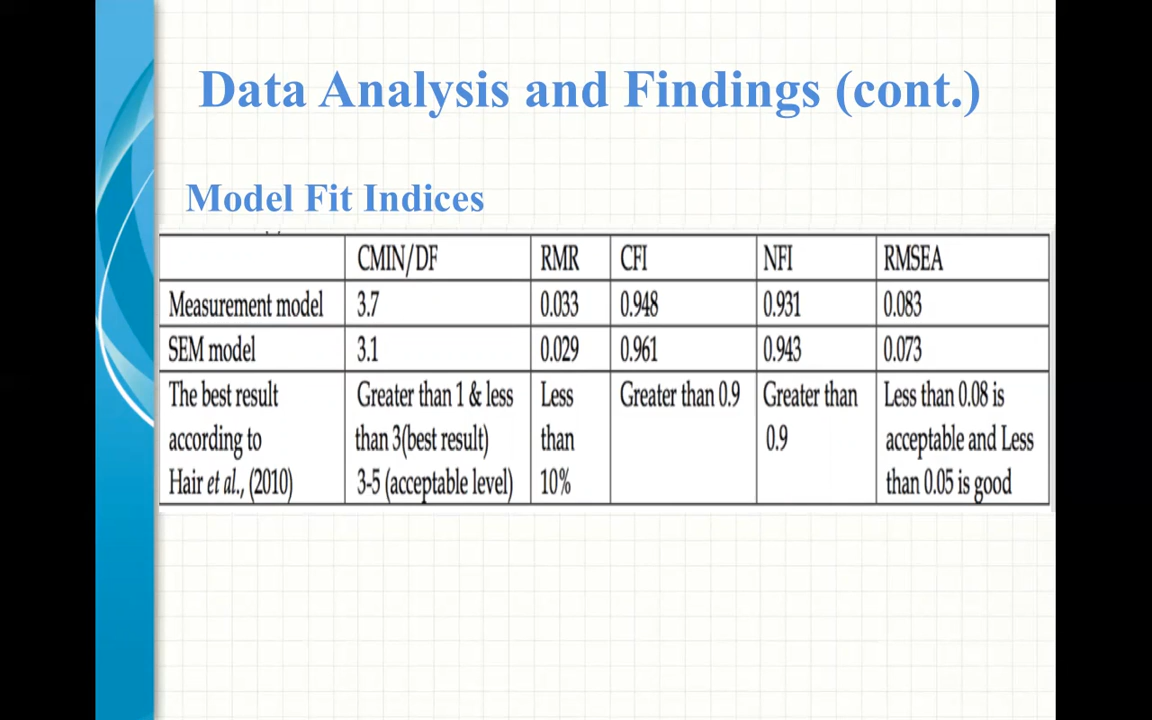 Data Analysis and Findings (cont.)
Model Fit Indices
CMIN/DF RMR CFI NFI RMSEA
Measurement model 3.7 0.033 0.948 0.931 0.083
SEM model 3.1 0.029 0.961 0.943 0.073
The best result Greater than 1 & less Less Greater than 0.9 Greater than Less than 0.08 is
according to than 3(best result) than 0.9 acceptable and Less
Hair et al., (2010) 3-5 (acceptable level) 10% than 0.05 is good